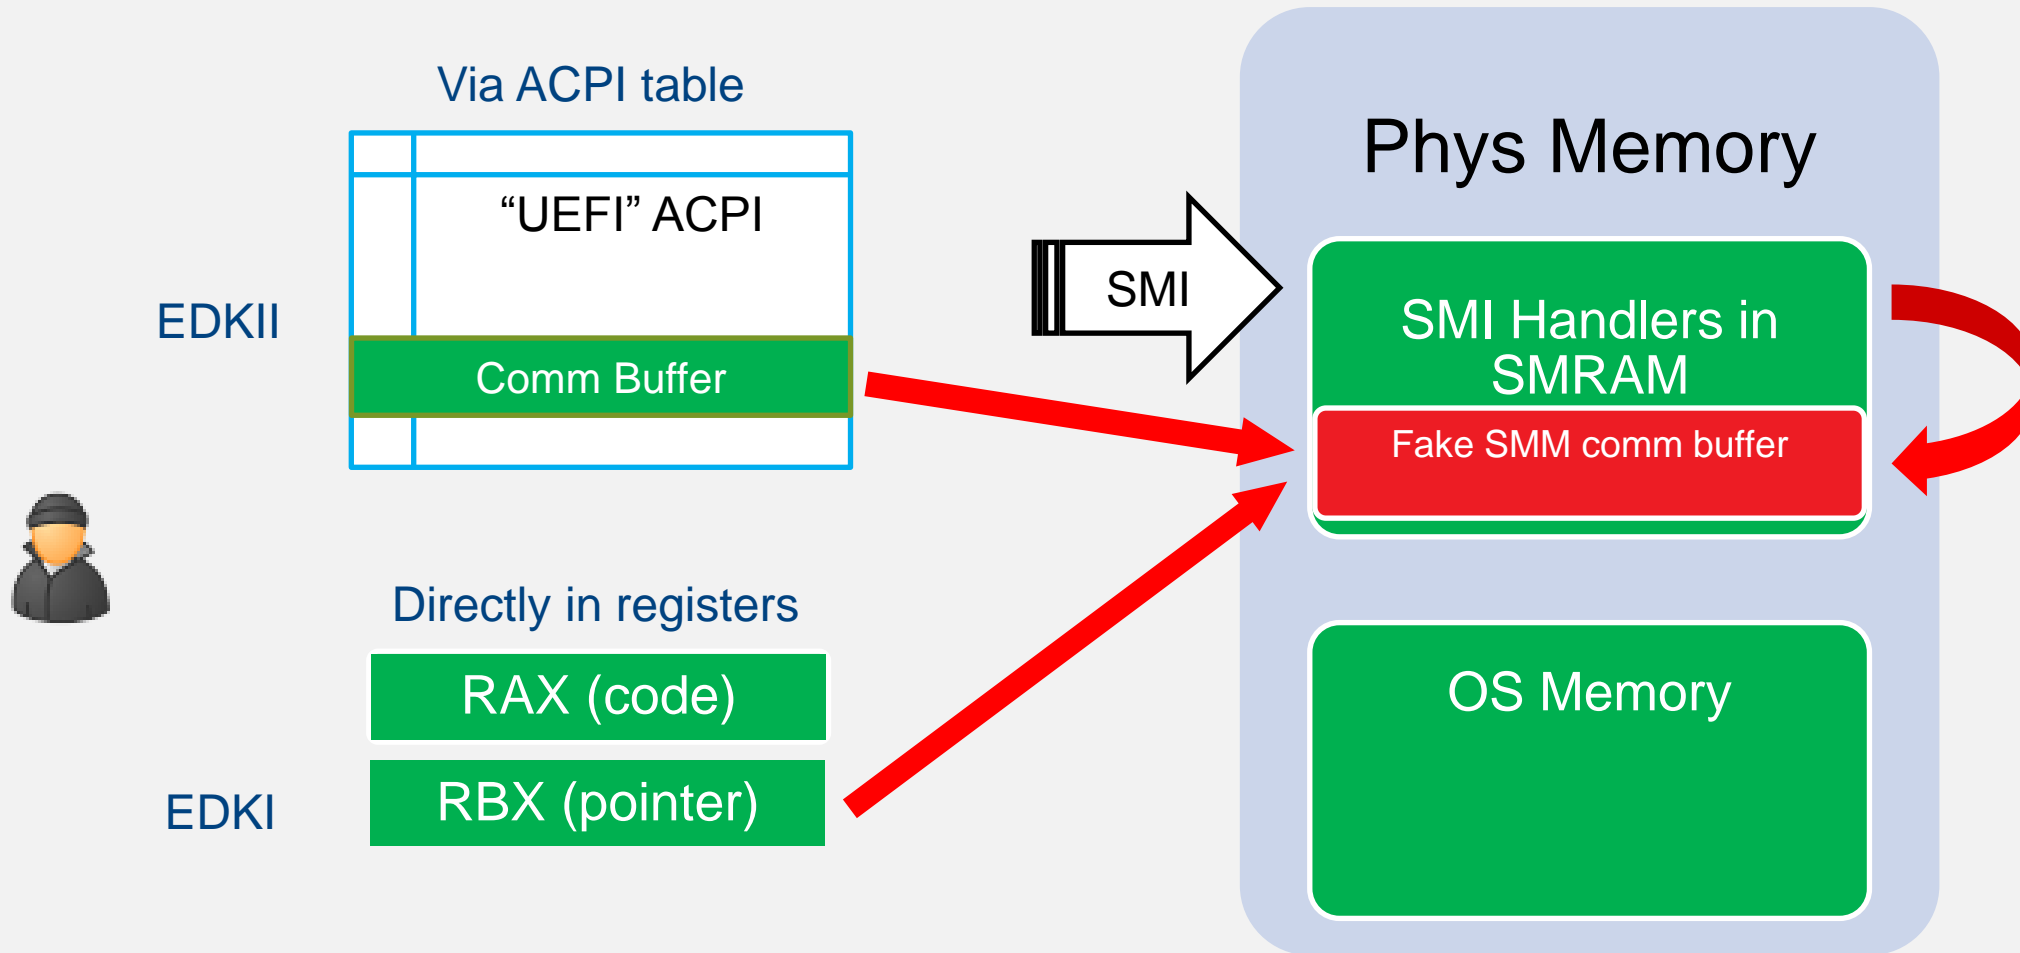 Via ACPI table
“UEFI” ACPI
EDKII
Comm Buffer
Directly in registers
RAX (code)
RBX (pointer)
EDKI
SMI
Phys Memory
SMI Handlers in
SMRAM
Fake SMM comm buffer
OS Memory